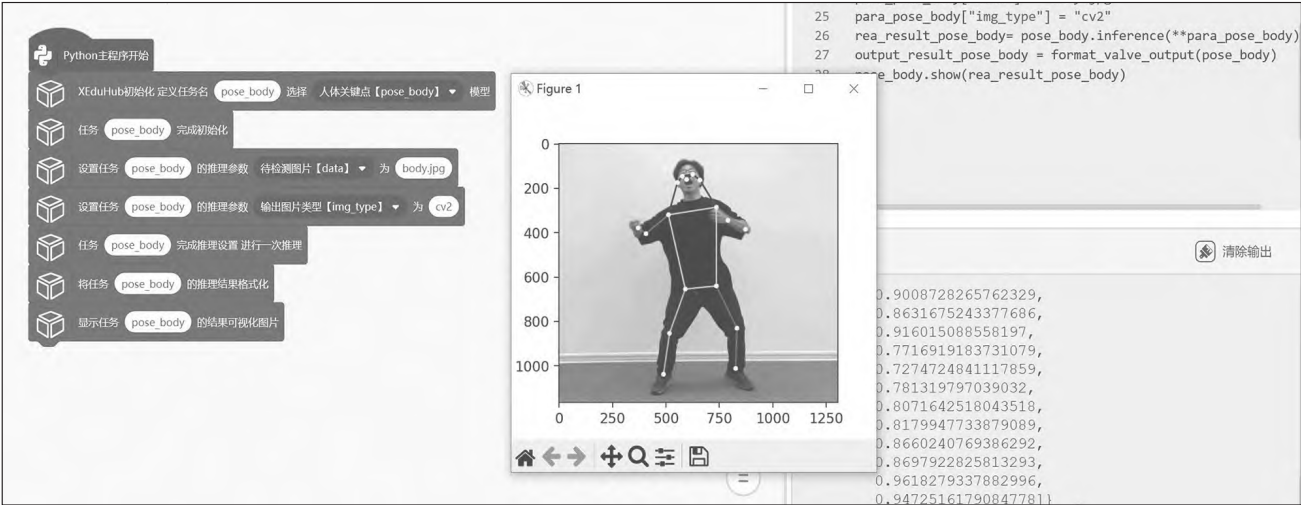 Python主程序开始
XEduHub初始化 定义任务名 pose_body 选择 人体关键点【pose_body】 模型
任务 pose_body 完成初始化
设置任务 pose_body 的推理参数 待检测图片【data】 为 body.jpg
设置任务 pose_body 的推理参数 输出图片类型【img_type】 为 cv2
任务 pose_body 完成推理设置 进行一次推理
将任务 pose_body 的推理结果格式化
显示任务 pose_body 的结果可视化图片
25 para_pose_body["img_type"] = "cv2"
26 rea_result_pose_body= pose_body.inference(**para_pose_body)
27 output_result_pose_body = format_valve_output(pose_body)
28 pose_body.show(rea_result_pose_body)
Figure 1
0
200
400
600
800
1000
0 250 500 750 1000 1250
清除输出
0.9008728265762329,
0.8631675243377686,
0.916015088558197,
0.7716919183731079,
0.7274724841117859,
0.781319797039032,
0.8071642518043518,
0.8179947733879089,
0.8660240769386292,
0.8697922825813293,
0.9618279337882996,
0.9472516179084778]}